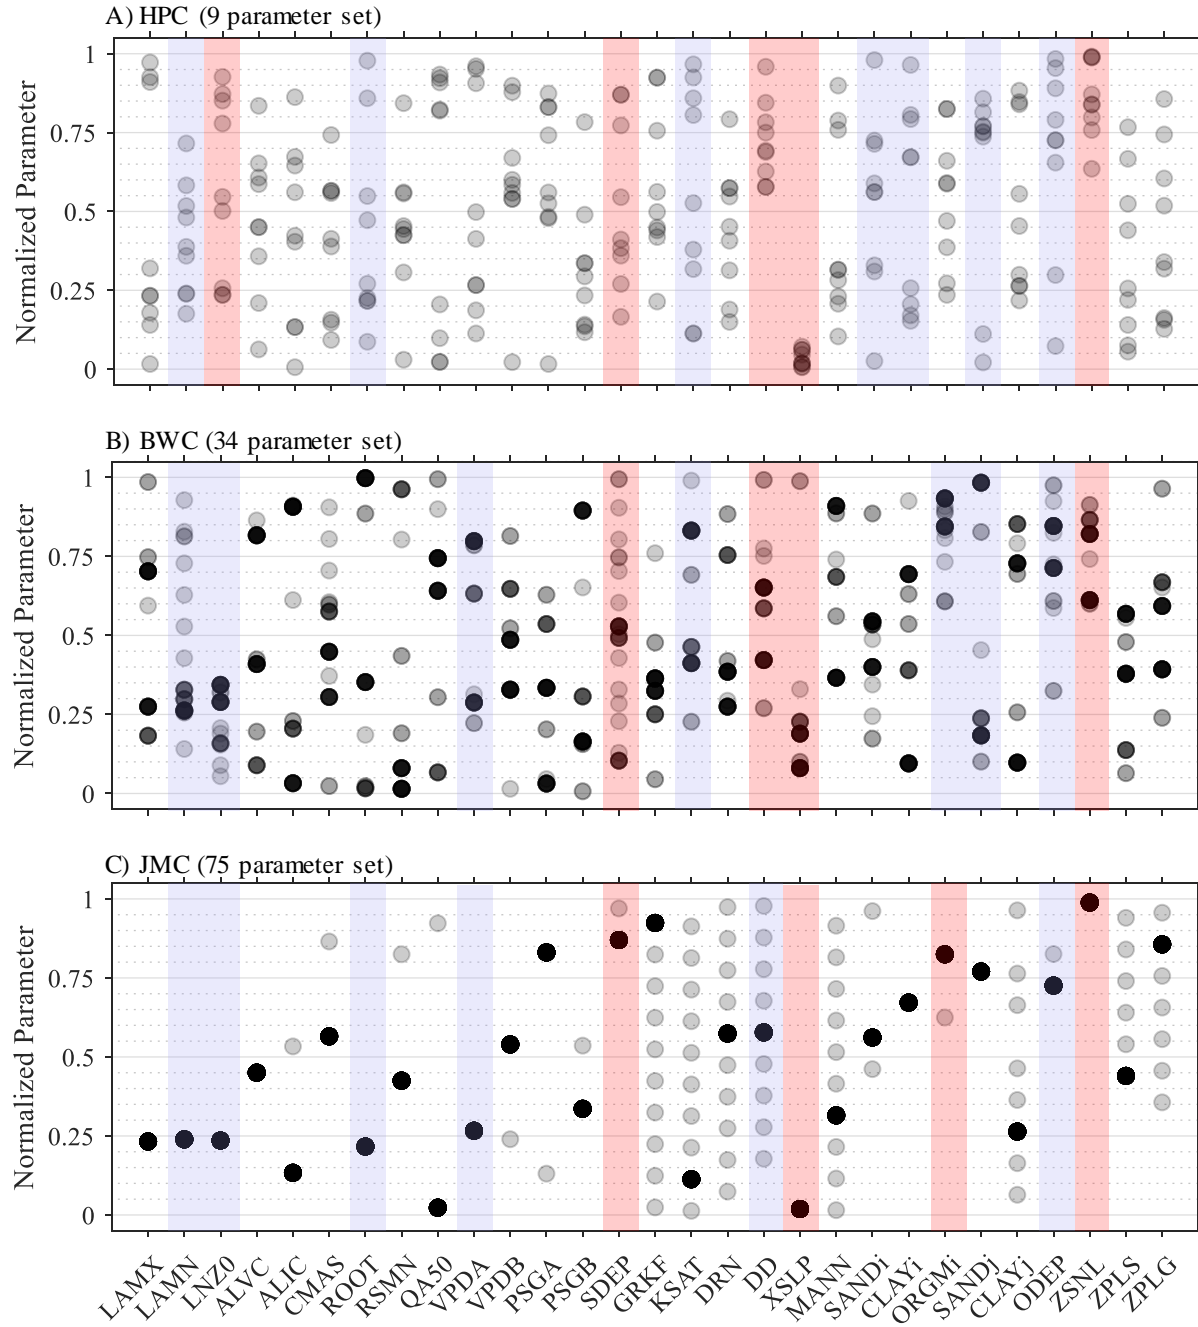 A) HPC (9 parameter set)
Normalized Parameter
1
0.75
0.5
0.25
0
B) BWC (34 parameter set)
Normalized Parameter
1
0.75
0.5
0.25
0
C) JMC (75 parameter set)
Normalized Parameter
1
0.75
0.5
0.25
0
LAMX
LAMN
LNZ0
ALVC
ALIC
CMAS
ROOT
RSMN
QA50
VPDA
VPDB
PSGA
PSGB
SDEP
GRKF
KSAT
DRN
DD
XSLP
MANN
SANDi
CLAYi
ORGMi
SANDj
CLAYj
ODEP
ZSNL
ZPLS
ZPLG